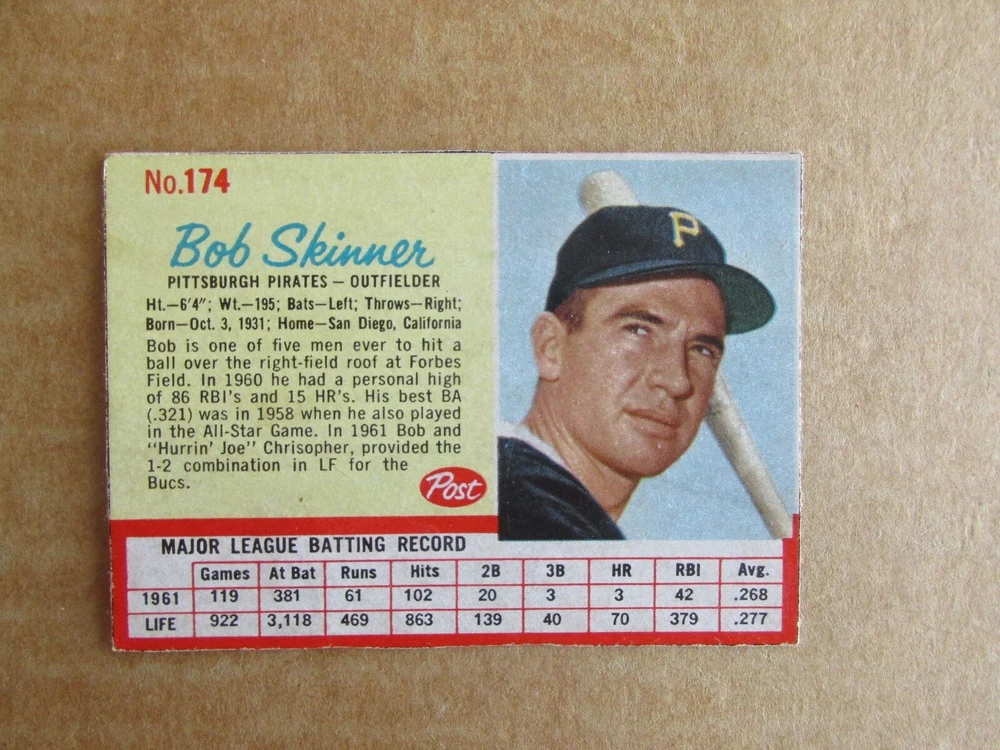 No.174
Bob Skinner
PITTSBURGH PIRATES — OUTFIELDER
Ht.—6'4"; Wt.—195; Bats—Left; Throws—Right;
Born—Oct. 3, 1931; Home—San Diego, California
Bob is one of five men ever to hit a
ball over the right-field roof at Forbes
Field. In 1960 he had a personal high
of 86 RBI's and 15 HR's. His best BA
(.321) was in 1958 when he also played
in the All-Star Game. In 1961 Bob and
"Hurrin' Joe" Chrisopher, provided the
1-2 combination in LF for the
Bucs.
Post
P
MAJOR LEAGUE BATTING RECORD
Games At Bat Runs Hits 2B 3B HR RBI Avg.
1961 119 381 61 102 20 3 3 42 .268
LIFE 922 3,118 469 863 139 40 70 379 .277